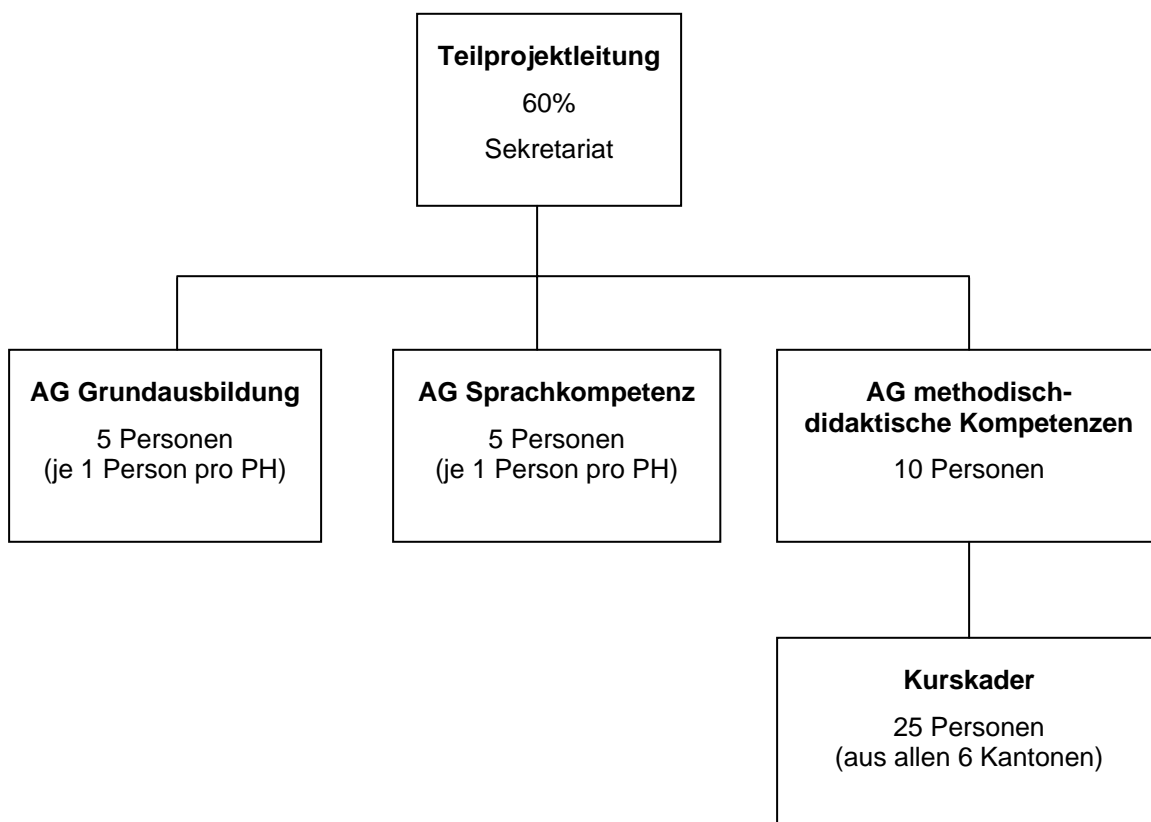 Teilprojektleitung
60%
Sekretariat
AG Grundausbildung
5 Personen
(je 1 Person pro PH)
AG Sprachkompetenz
5 Personen
(je 1 Person pro PH)
AG methodisch-
didaktische Kompetenzen
10 Personen
Kurskader
25 Personen
(aus allen 6 Kantonen)